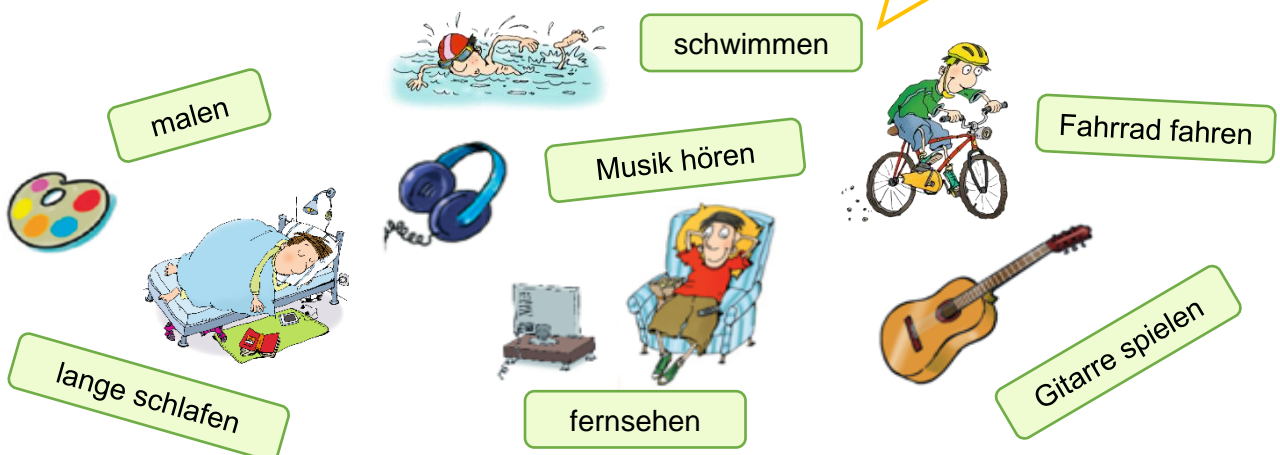 schwimmen
malen
Fahrrad fahren
Musik hören
Gitarre spielen
lange schlafen
fernsehen